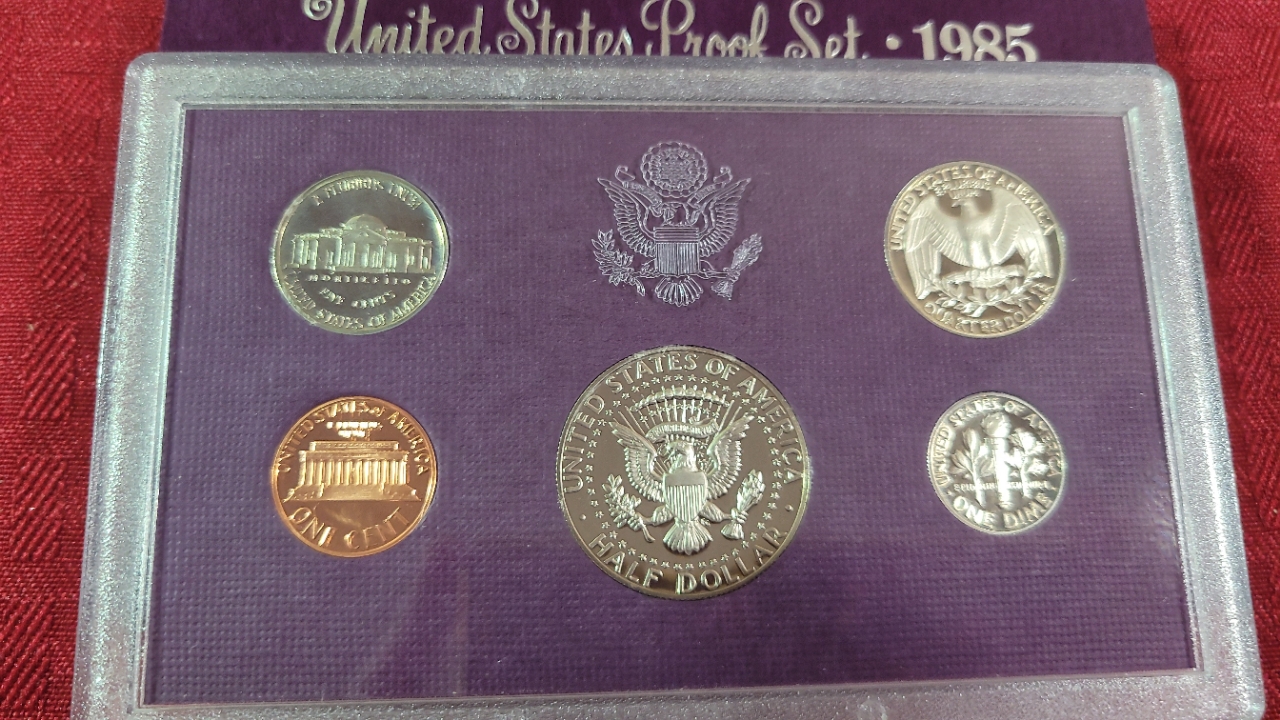 United States Proof Set • 1985
E PLURIBUS UNUM
MONTICELLO
FIVE CENTS
UNITED STATES OF AMERICA
UNITED STATES OF AMERICA
QUARTER DOLLAR
UNITED STATES OF AMERICA
ONE CENT
UNITED STATES OF AMERICA
HALF DOLLAR
UNITED STATES OF AMERICA
ONE DIME